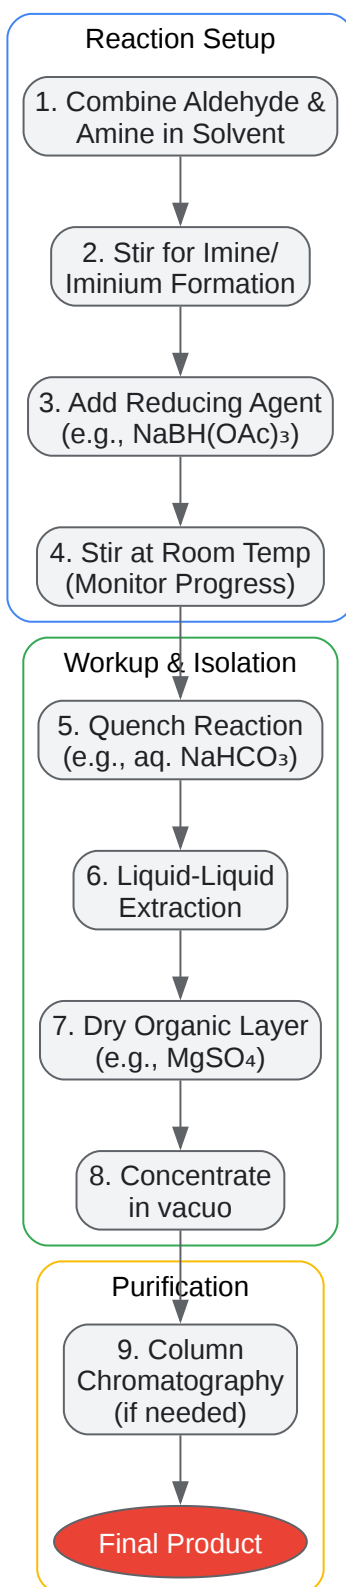 Reaction Setup
1. Combine Aldehyde &
Amine in Solvent
2. Stir for Imine/
Iminium Formation
3. Add Reducing Agent
(e.g., NaBH(OAc)₃)
4. Stir at Room Temp
(Monitor Progress)
Workup & Isolation
5. Quench Reaction
(e.g., aq. NaHCO₃)
6. Liquid-Liquid
Extraction
7. Dry Organic Layer
(e.g., MgSO₄)
8. Concentrate
in vacuo
Purification
9. Column
Chromatography
(if needed)
Final Product